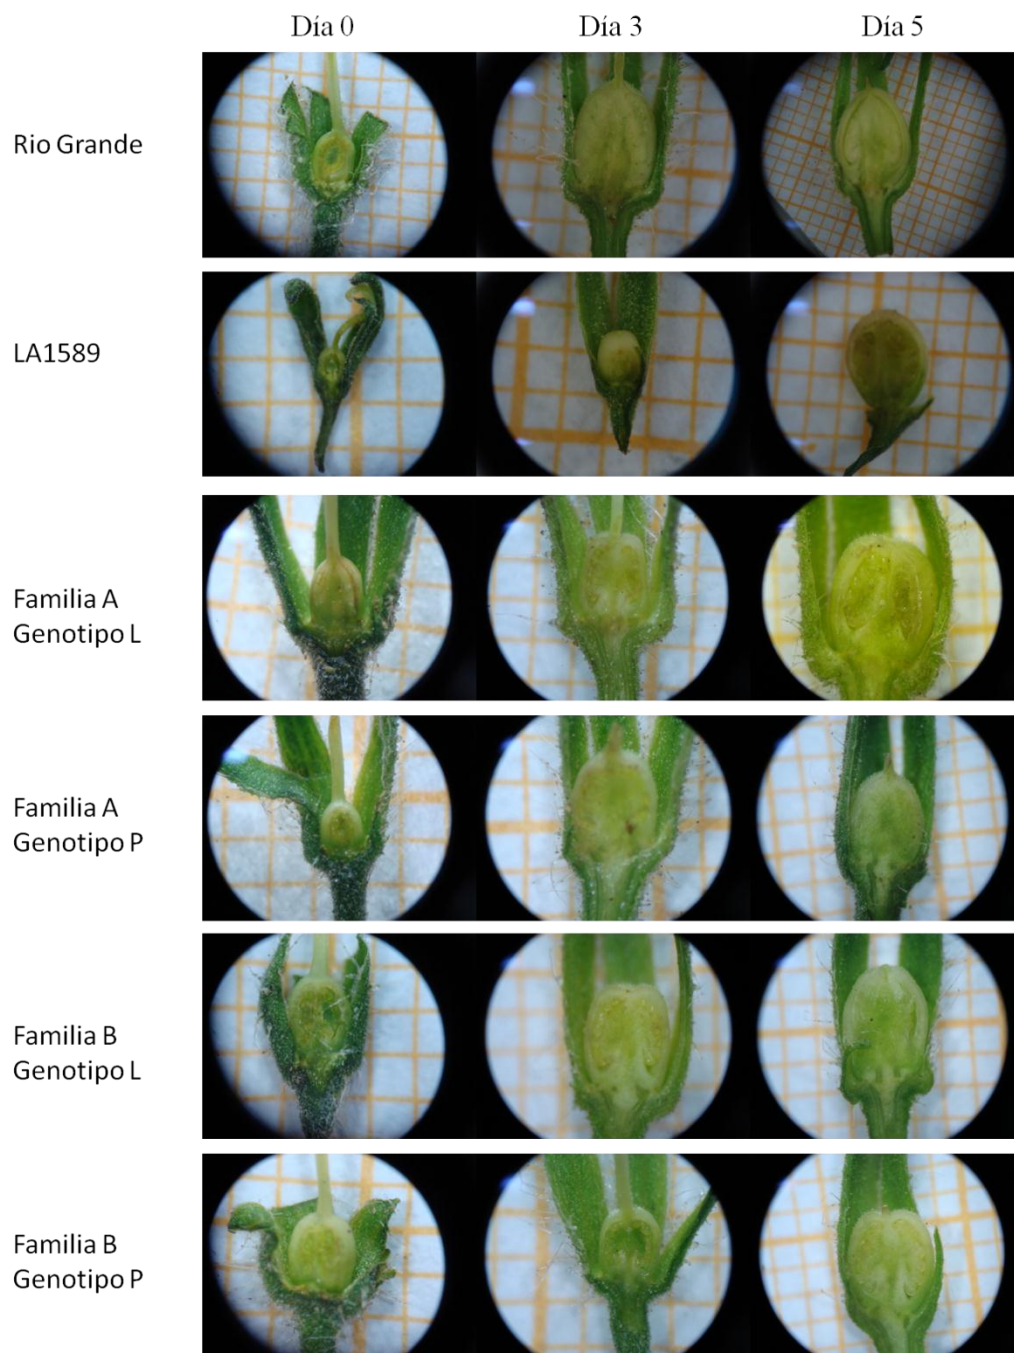 Día 0 Día 3 Día 5
Rio Grande
LA1589
Familia A
Genotipo L
Familia A
Genotipo P
Familia B
Genotipo L
Familia B
Genotipo P